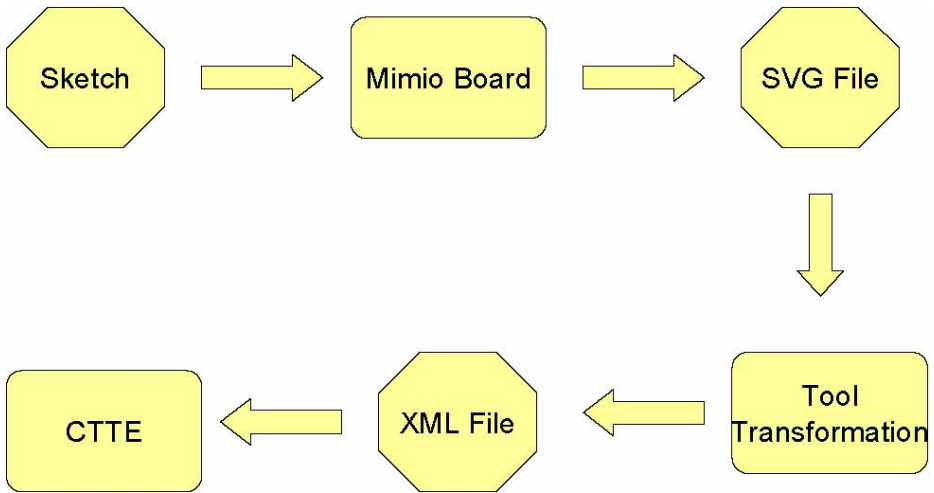 Sketch
Mimio Board
SVG File
Tool
Transformation
XML File
CTTE